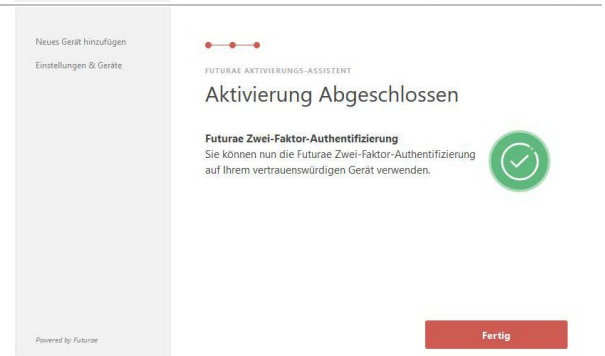 Neues Gerät hinzufügen
Einstellungen & Geräte
FUTURAE AKTIVIERUNGS-ASSISTENT
Aktivierung Abgeschlossen
Futurae Zwei-Faktor-Authentifizierung
Sie können nun die Futurae Zwei-Faktor-Authentifizierung
auf Ihrem vertrauenswürdigen Gerät verwenden.
Fertig
Powered by Futurae